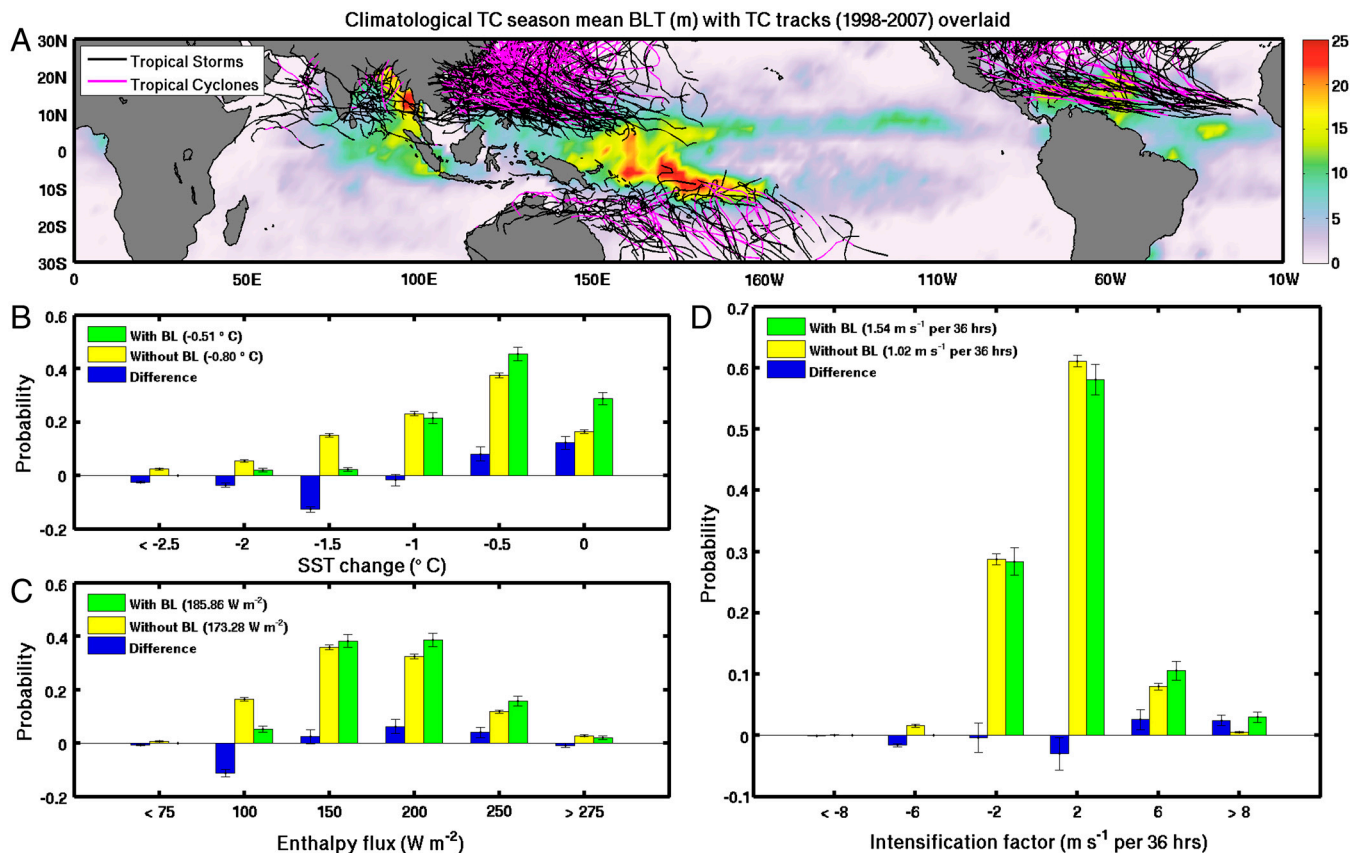 Climatological TC season mean BLT (m) with TC tracks (1998-2007) overlaid
A
30N
20N
10N
0
10S
20S
30S
Tropical Storms
Tropical Cyclones
0
50E
100E
150E
160W
110W
60W
10W
25
20
15
10
5
0
B
0.6
0.4
0.2
0
-0.2
With BL (-0.51 ° C)
Without BL (-0.80 ° C)
Difference
Probability
< -2.5
-2
-1.5
-1
-0.5
0
SST change (° C)
C
0.6
0.4
0.2
0
-0.2
With BL (185.86 W m⁻²)
Without BL (173.28 W m⁻²)
Difference
Probability
< 75
100
150
200
250
> 275
Enthalpy flux (W m⁻²)
D
0.7
0.6
0.5
0.4
0.3
0.2
0.1
0
-0.1
With BL (1.54 m s⁻¹ per 36 hrs)
Without BL (1.02 m s⁻¹ per 36 hrs)
Difference
Probability
< -8
-6
-2
2
6
> 8
Intensification factor (m s⁻¹ per 36 hrs)